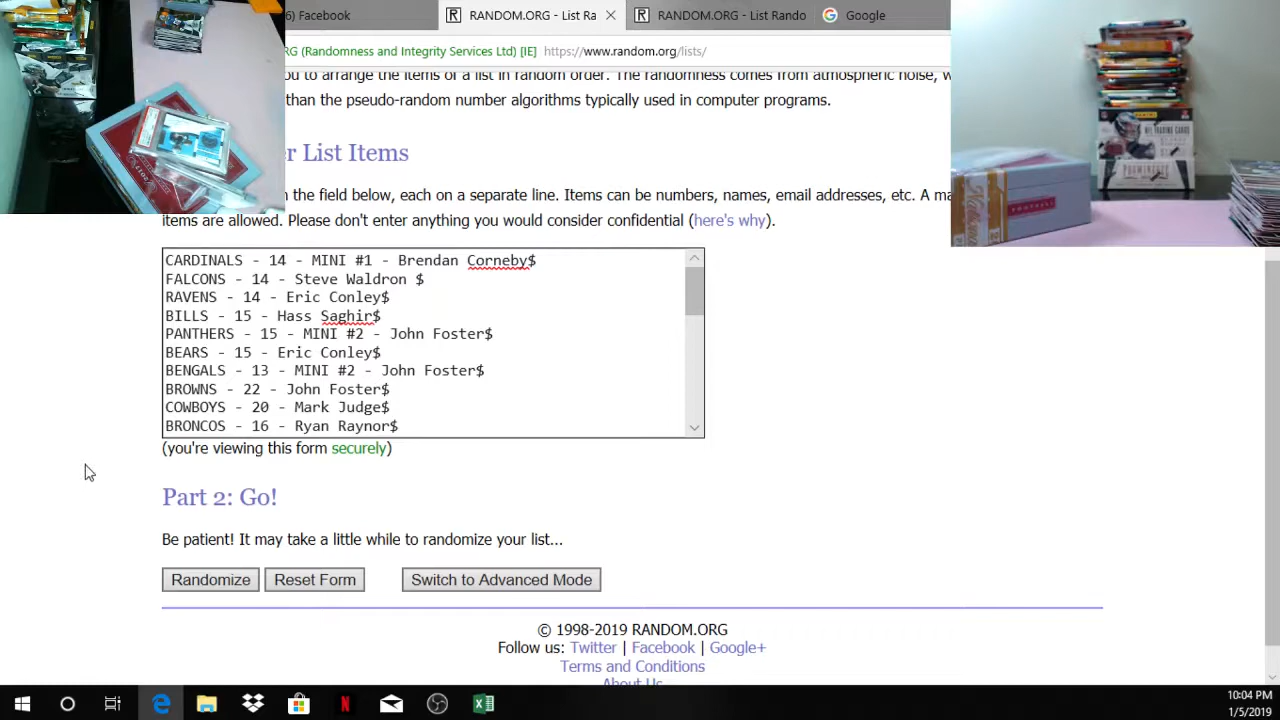 6) Facebook
RANDOM.ORG - List Ra
RANDOM.ORG - List Rando
Google
RG (Randomness and Integrity Services Ltd) [IE] https://www.random.org/lists/
ou to arrange the items of a list in random order. The randomness comes from atmospheric noise, w
than the pseudo-random number algorithms typically used in computer programs.
r List Items
n the field below, each on a separate line. Items can be numbers, names, email addresses, etc. A ma
items are allowed. Please don't enter anything you would consider confidential (here's why).
CARDINALS - 14 - MINI #1 - Brendan Corneby$
FALCONS - 14 - Steve Waldron $
RAVENS - 14 - Eric Conley$
BILLS - 15 - Hass Saghir$
PANTHERS - 15 - MINI #2 - John Foster$
BEARS - 15 - Eric Conley$
BENGALS - 13 - MINI #2 - John Foster$
BROWNS - 22 - John Foster$
COWBOYS - 20 - Mark Judge$
BRONCOS - 16 - Ryan Raynor$
(you're viewing this form securely)
Part 2: Go!
Be patient! It may take a little while to randomize your list...
Randomize
Reset Form
Switch to Advanced Mode
© 1998-2019 RANDOM.ORG
Follow us: Twitter | Facebook | Google+
Terms and Conditions
About Us
10:04 PM
1/5/2019
NFL TRADING CARDS
PROMINENCE
FOOTBALL